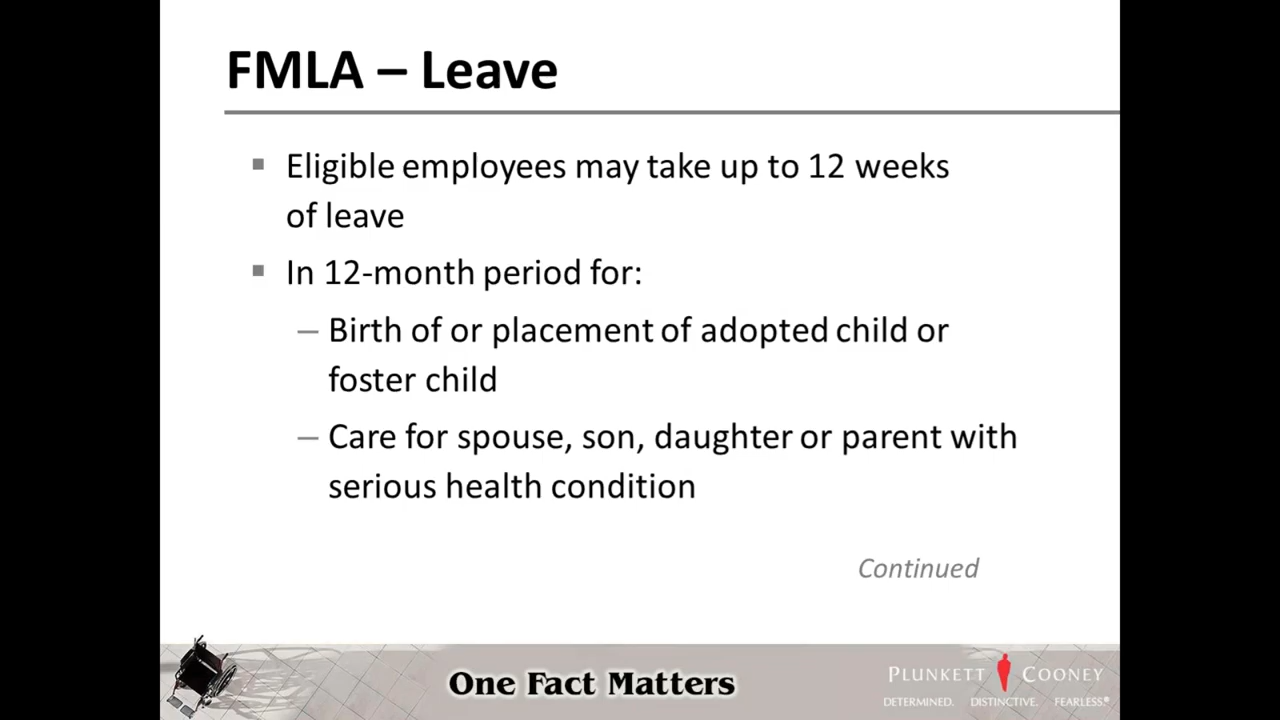 FMLA – Leave
Eligible employees may take up to 12 weeks
of leave
In 12-month period for:
– Birth of or placement of adopted child or
foster child
– Care for spouse, son, daughter or parent with
serious health condition
Continued
One Fact Matters
PLUNKETT COONEY
DETERMINED. DISTINCTIVE. FEARLESS.®